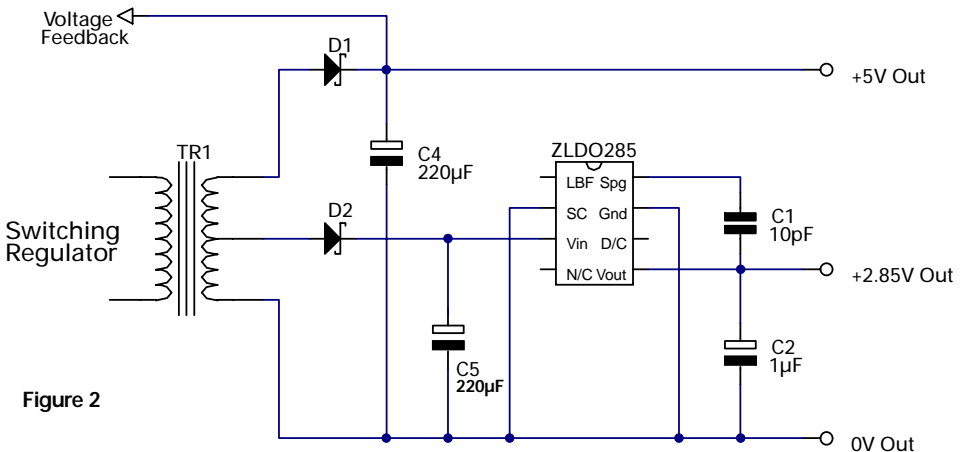 Voltage
Feedback
D1
+5V Out
TR1
C4
220µF
ZLDO285
LBF Spg
SC Gnd
Vin D/C
N/C Vout
C1
10pF
D2
Switching
Regulator
+2.85V Out
C5
220µF
C2
1µF
Figure 2
0V Out